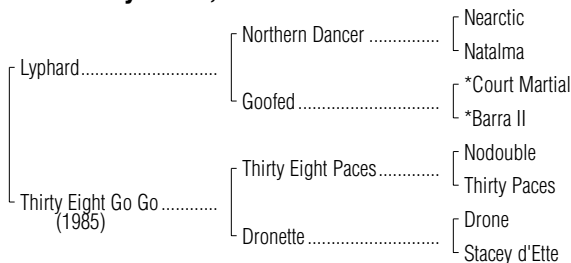 Nearctic
Northern Dancer ...............
Natalma
Lyphard.............................
*Court Martial
Goofed ..............................
*Barra II
Nodouble
Thirty Eight Paces.............
Thirty Paces
Thirty Eight Go Go ............
(1985)
Drone
Dronette ............................
Stacey d'Ette